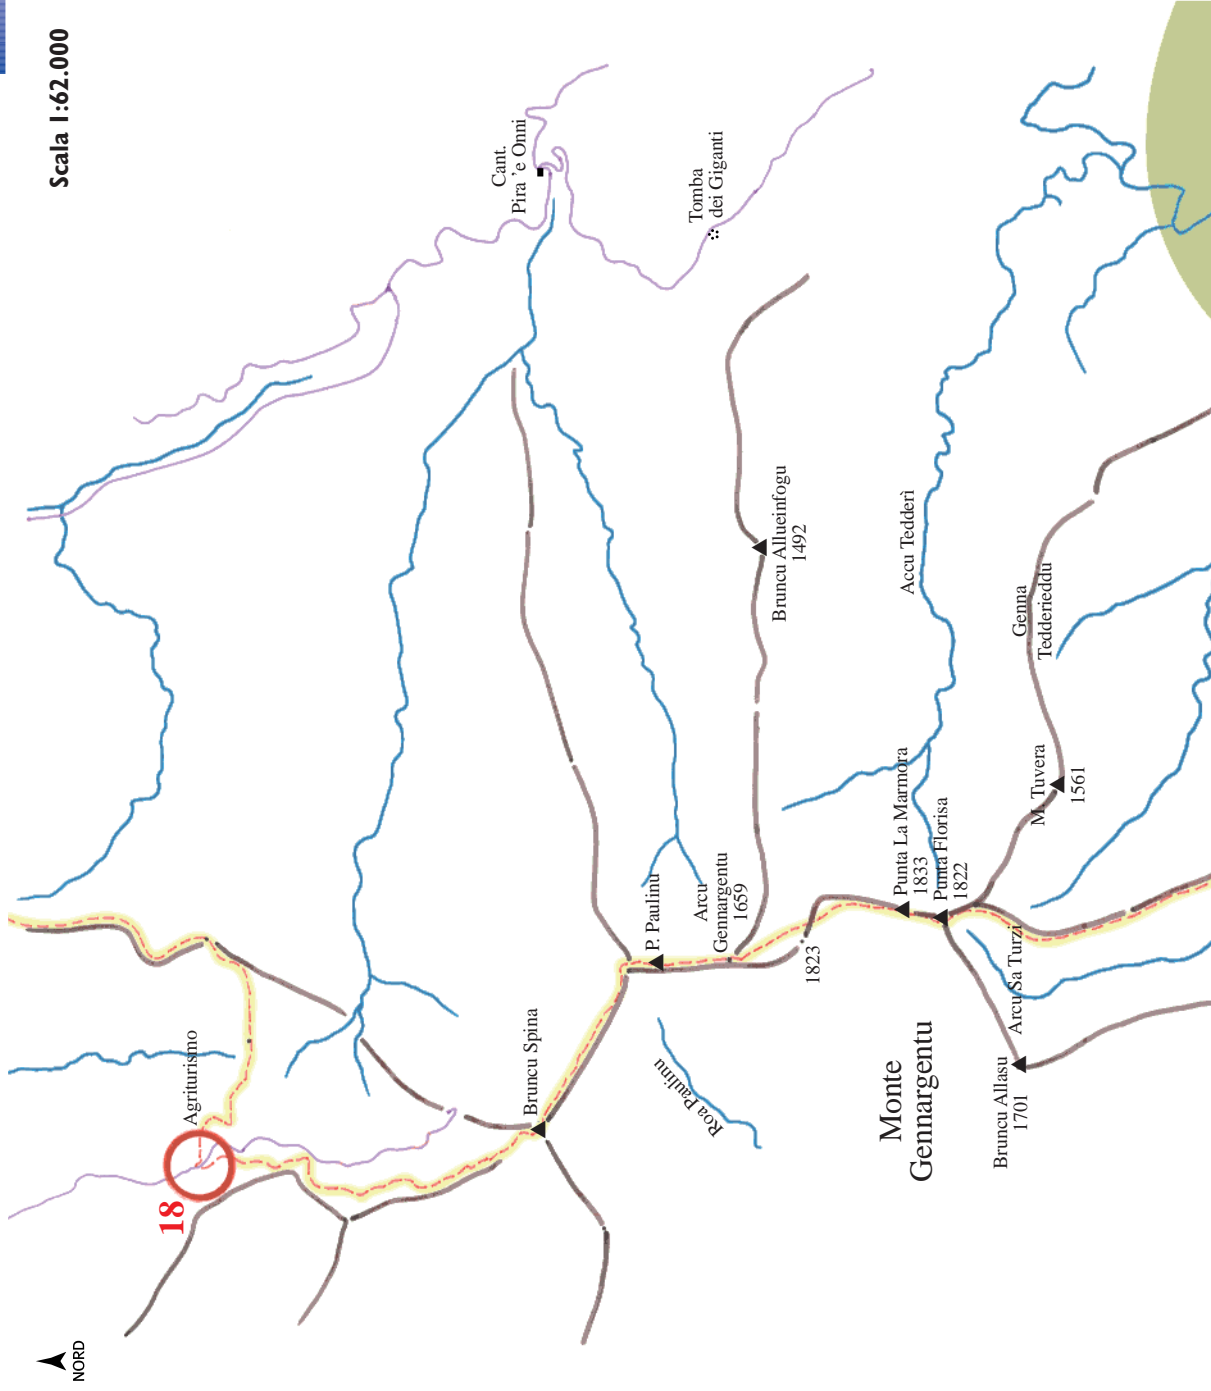 Scala 1:62.000
Cant.
Pira 'e Onni
Tomba
dei Giganti
Bruncu Allueinfogu
1492
Accu Tedderì
Genna
Tedderieddu
M. Tuvera
1561
Punta La Marmora
1833
Punta Florisa
1822
P. Paulinu
Arcu
Gennargentu
1659
1823
Arcu Sa Turzi
Agriturismo
18
Bruncu Spina
Roa Paulinu
Monte
Gennargentu
Bruncu Allasu
1701
NORD